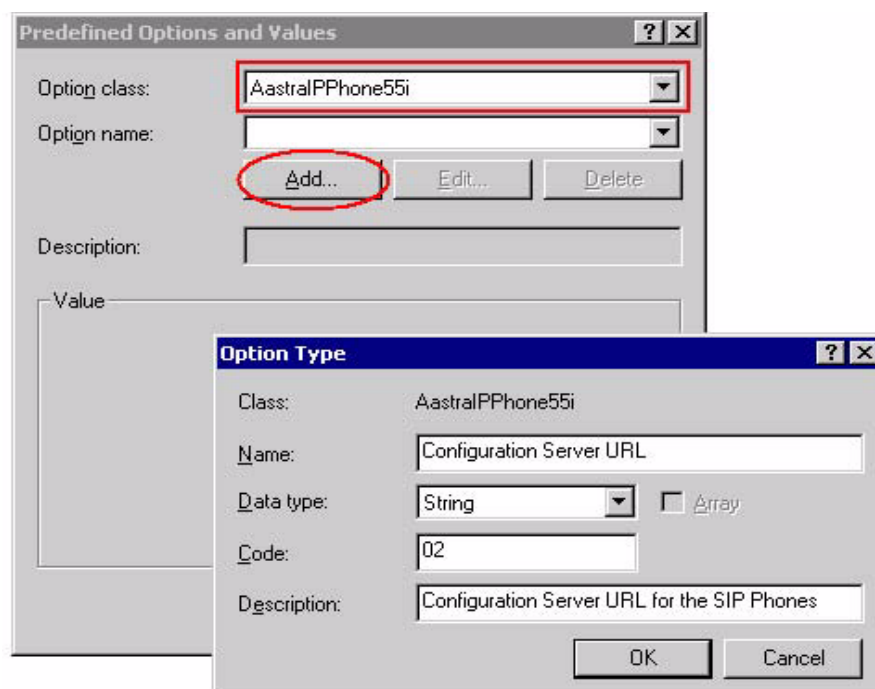 Predefined Options and Values
Option class: AastraIPPhone55i
Option name:
Add... Edit... Delete
Description:
Value
Option Type
Class: AastraIPPhone55i
Name: Configuration Server URL
Data type: String Array
Code: 02
Description: Configuration Server URL for the SIP Phones
OK Cancel